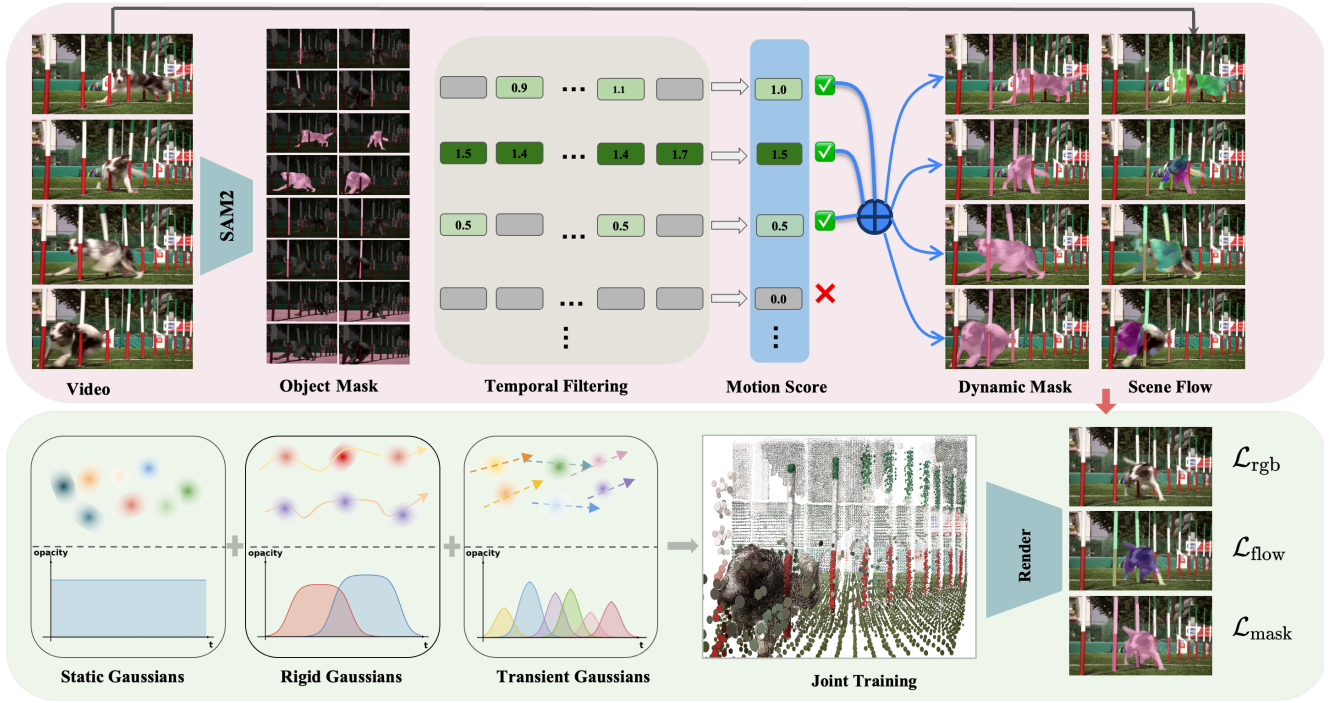 SAM2
0.9
...
1.1
1.0
1.5
1.4
...
1.4
1.7
1.5
0.5
...
0.5
0.5
...
0.0
Video
Object Mask
Temporal Filtering
Motion Score
Dynamic Mask
Scene Flow
opacity
t
Static Gaussians
opacity
t
Rigid Gaussians
opacity
t
Transient Gaussians
Joint Training
Render
ℒrgb
ℒflow
ℒmask